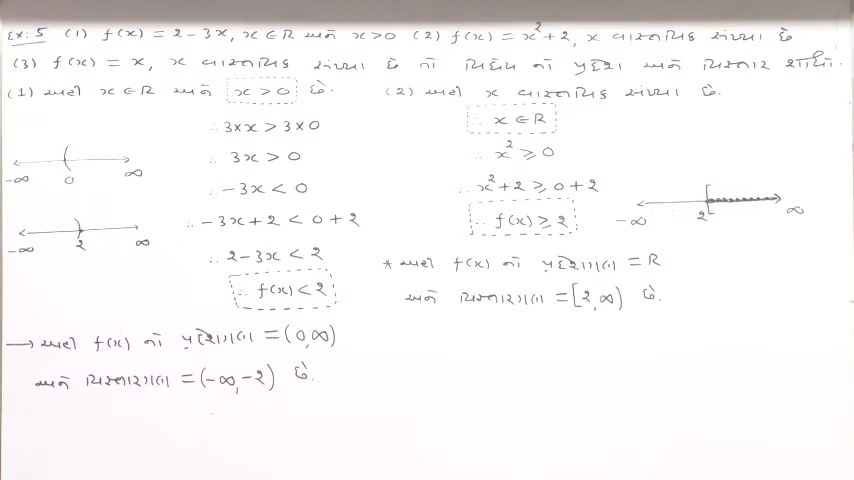 Ex: 5 (1) f(x) = 2 - 3x, x ∈ R અને x > 0 (2) f(x) = x² + 2, x વાસ્તવિક સંખ્યા છે
(3) f(x) = x, x વાસ્તવિક સંખ્યા છે તો વિધેય નો પ્રદેશ અને વિસ્તાર શોધો.
(1) અહીં x ∈ R અને x > 0 છે.
∴ 3×x > 3×0
∴ 3x > 0
∴ -3x < 0
∴ -3x + 2 < 0 + 2
∴ 2 - 3x < 2
∴ f(x) < 2
-∞ 0 ∞
-∞ 2 ∞
→ અહીં f(x) નો પ્રદેશગણ = (0, ∞)
અને વિસ્તારગણ = (-∞, -2) છે.
(2) અહીં x વાસ્તવિક સંખ્યા છે.
∴ x ∈ R
∴ x² ≥ 0
∴ x² + 2 ≥ 0 + 2
∴ f(x) ≥ 2
-∞ 2 ∞
* અહીં f(x) નો પ્રદેશગણ = R
અને વિસ્તારગણ = [2, ∞) છે.